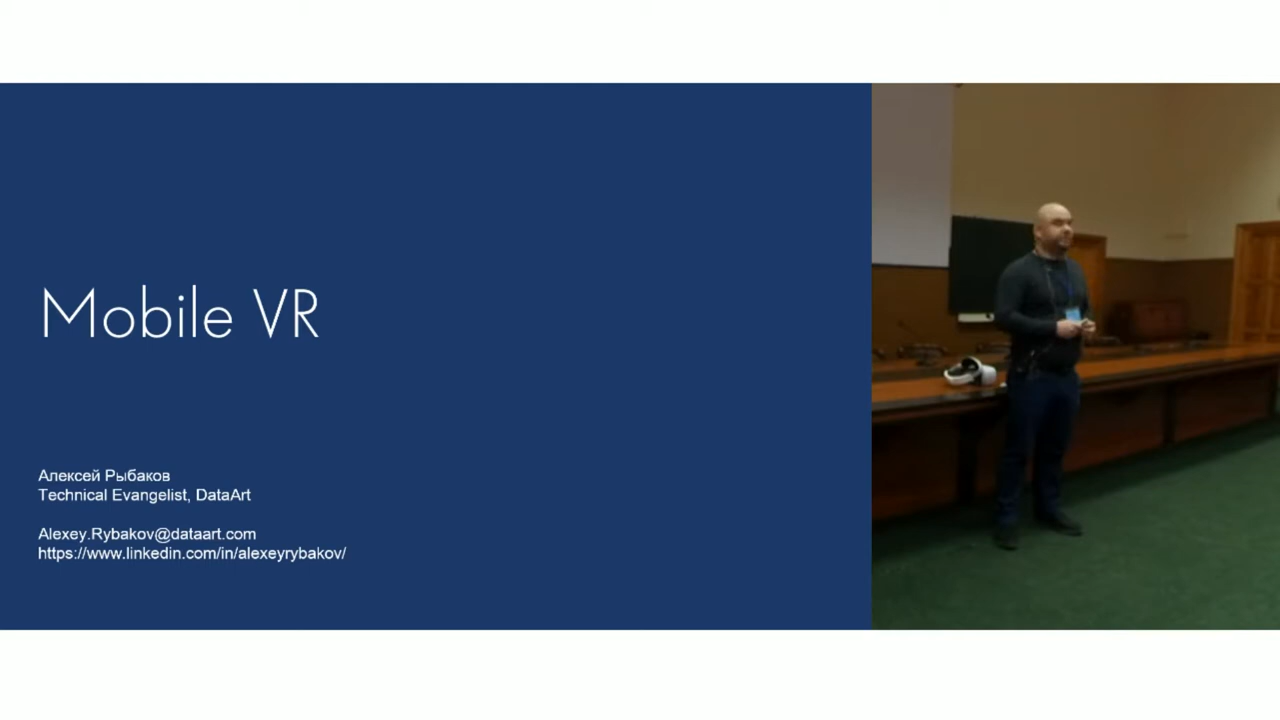 Mobile VR
Алексей Рыбаков
Technical Evangelist, DataArt
Alexey.Rybakov@dataart.com
https://www.linkedin.com/in/alexeyrybakov/